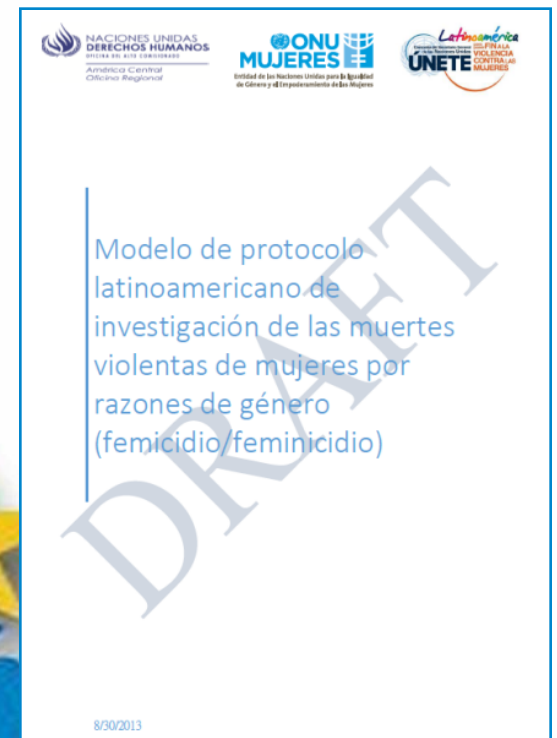 NACIONES UNIDAS
DERECHOS HUMANOS
OFICINA DEL ALTO COMISIONADO
América Central
Oficina Regional
ONU
MUJERES
Entidad de las Naciones Unidas para la Igualdad
de Género y el Empoderamiento de las Mujeres
Latinoamérica
ÚNETE
FIN A LA
VIOLENCIA
CONTRA LAS
MUJERES
Modelo de protocolo
latinoamericano de
investigación de las muertes
violentas de mujeres por
razones de género
(femicidio/feminicidio)
DRAFT
8/30/2013